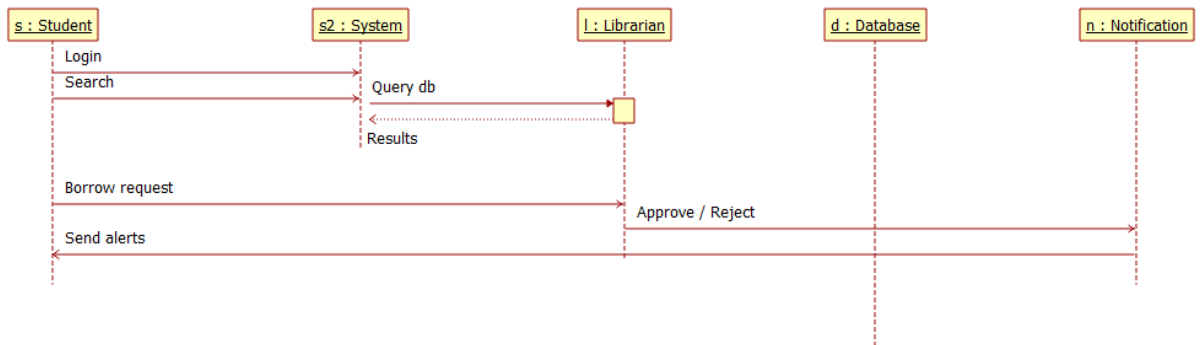 s : Student
s2 : System
l : Librarian
d : Database
n : Notification
Login
Search
Query db
Results
Borrow request
Approve / Reject
Send alerts